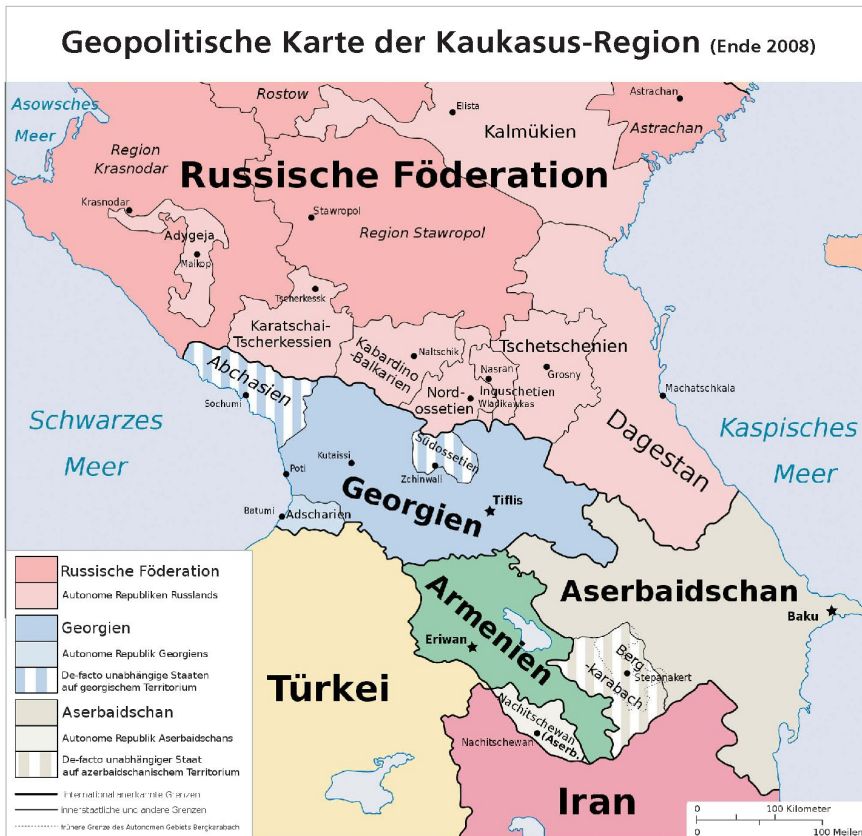 Geopolitische Karte der Kaukasus-Region (Ende 2008)
Asowsches
Meer
Rostow
Elista
Kalmükien
Astrachan
Astrachan
Region
Krasnodar
Russische Föderation
Krasnodar
Stawropol
Region Stawropol
Adygeja
Maikop
Tscherkessk
Karatschai-
Tscherkessien
Kabardino
-Balkarien
Naltschik
Tschetschenien
Nasran
Grosny
Inguschetien
Nord-
ossetien
Wladikawkas
Machatschkala
Dagestan
Abchasien
Sochumi
Schwarzes
Meer
Kaspisches
Meer
Südossetien
Zchinwali
Kutaissi
Poti
Georgien
Tiflis
Batumi
Adscharien
Aserbaidschan
Baku
Armenien
Eriwan
Berg
-karabach
Stepanakert
Türkei
Nachitschewan
(Aserb.)
Nachitschewan
Iran
Russische Föderation
Autonome Republiken Russlands
Georgien
Autonome Republik Georgiens
De-facto unabhängige Staaten
auf georgischem Territorium
Aserbaidschan
Autonome Republik Aserbaidschans
De-facto unabhängiger Staat
auf azerbaidschanischem Territorium
International anerkannte Grenzen
Innerstaatliche und andere Grenzen
frühere Grenze des Autonomen Gebiets Bergkarabach
0 100 Kilometer
0 100 Meilen